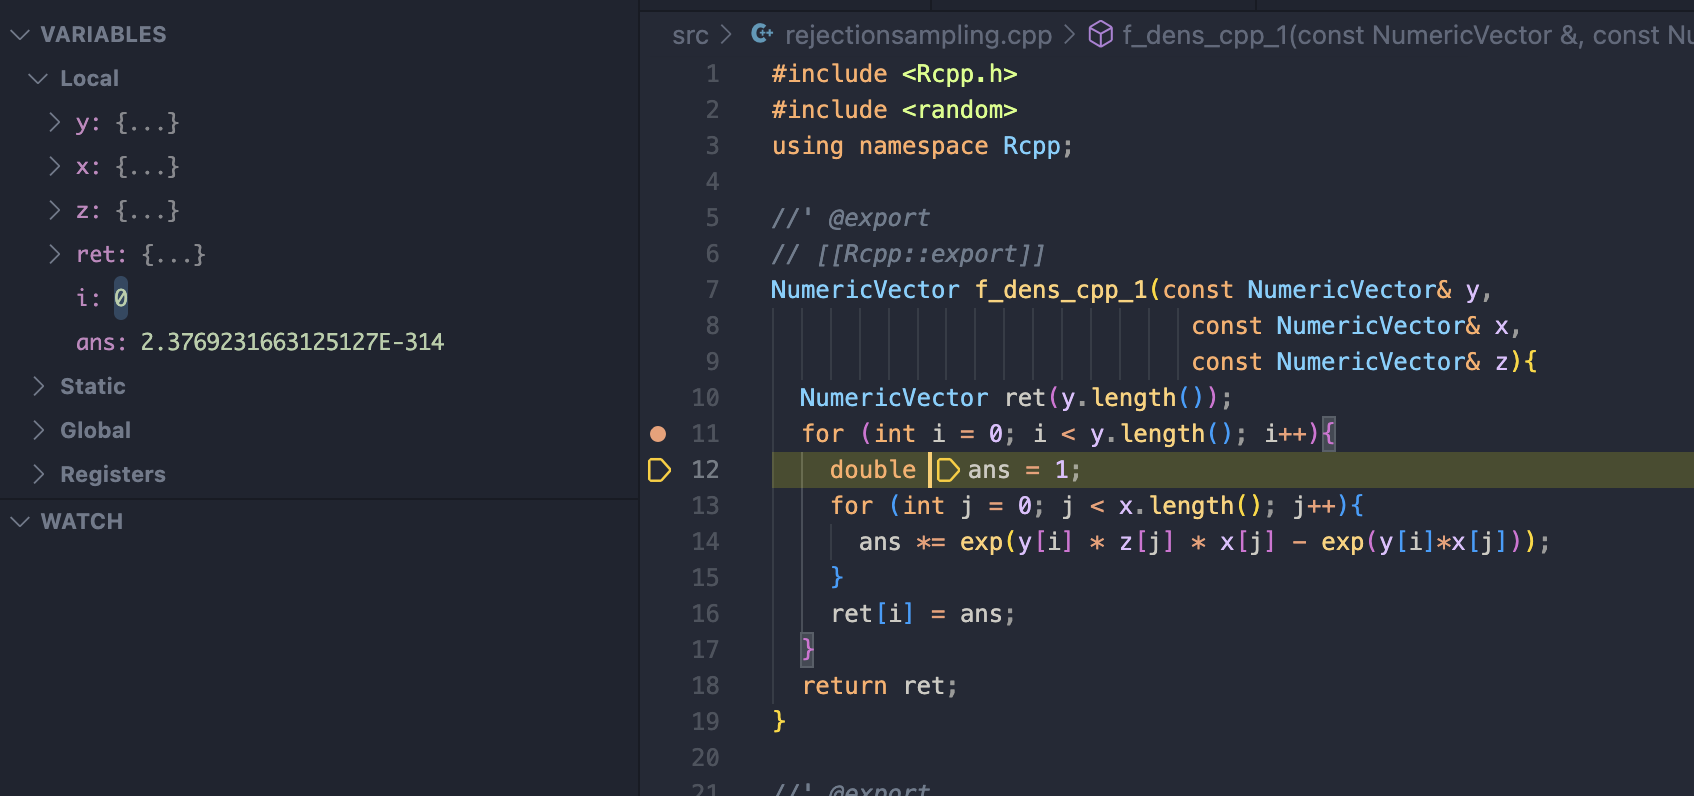 VARIABLES
Local
y: {...}
x: {...}
z: {...}
ret: {...}
i: 0
ans: 2.3769231663125127E-314
Static
Global
Registers
WATCH
src > rejectionsampling.cpp > f_dens_cpp_1(const NumericVector &, const Nu
1 #include <Rcpp.h>
2 #include <random>
3 using namespace Rcpp;
4
5 //' @export
6 // [[Rcpp::export]]
7 NumericVector f_dens_cpp_1(const NumericVector& y,
8 const NumericVector& x,
9 const NumericVector& z){
10 NumericVector ret(y.length());
11 for (int i = 0; i < y.length(); i++){
12 double ans = 1;
13 for (int j = 0; j < x.length(); j++){
14 ans *= exp(y[i] * z[j] * x[j] - exp(y[i]*x[j]));
15 }
16 ret[i] = ans;
17 }
18 return ret;
19 }
20
21 //' @export